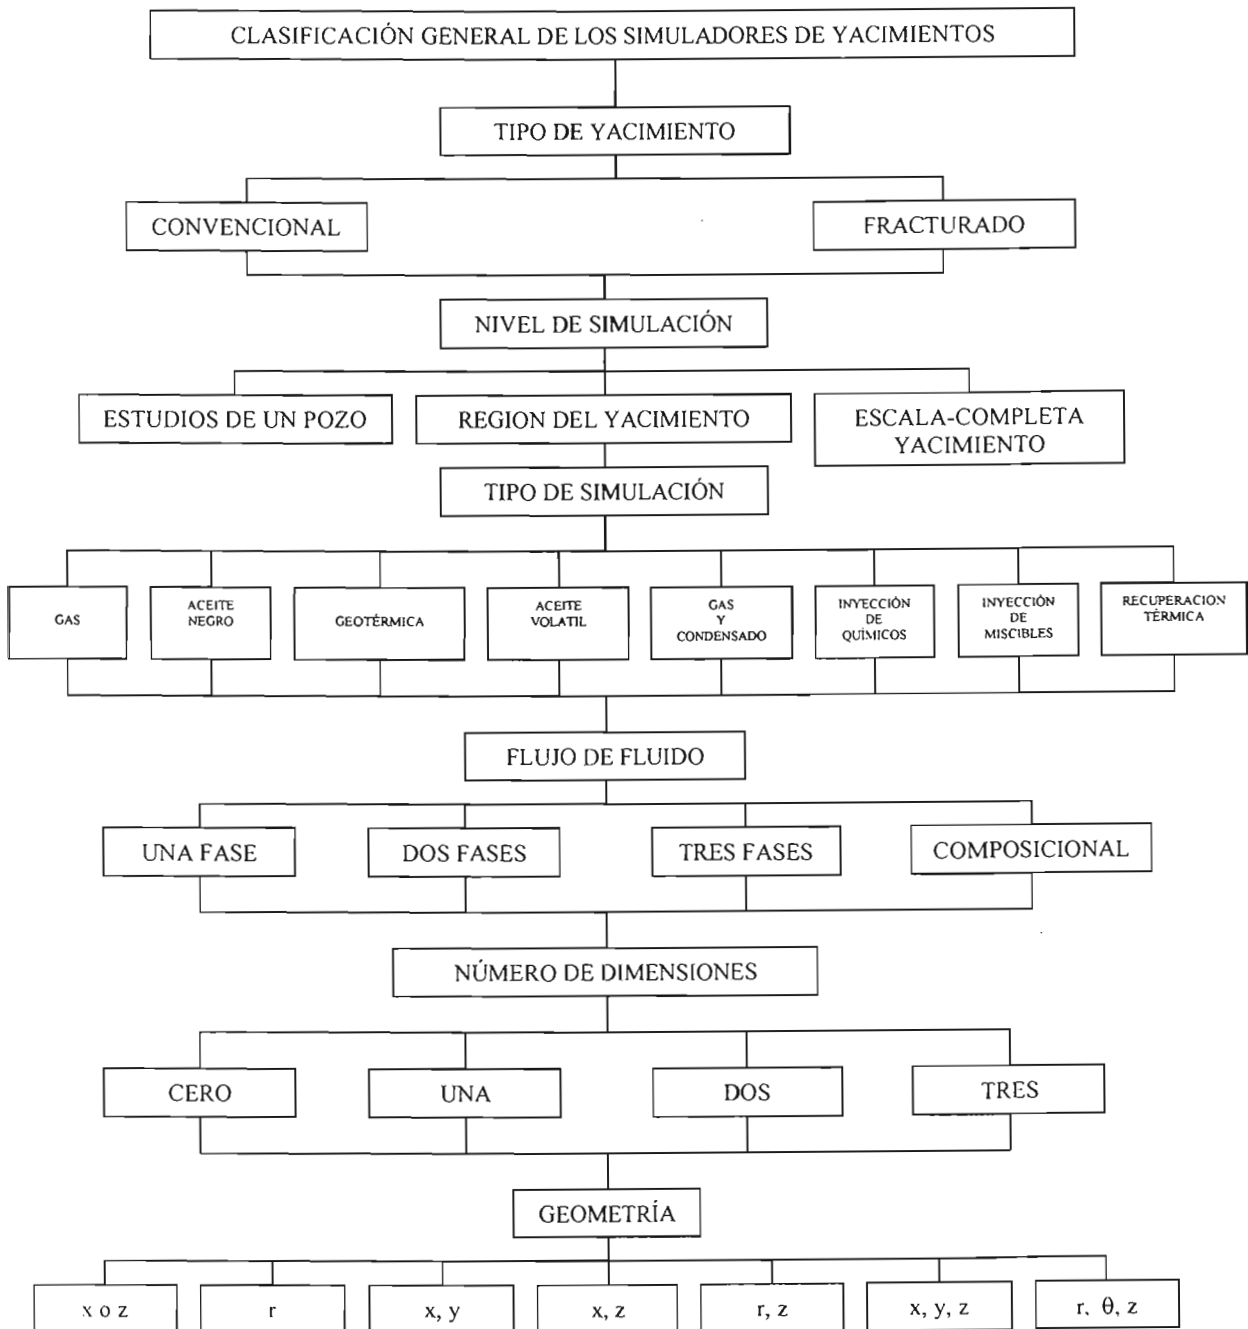 CLASIFICACIÓN GENERAL DE LOS SIMULADORES DE YACIMIENTOS
TIPO DE YACIMIENTO
CONVENCIONAL
FRACTURADO
NIVEL DE SIMULACIÓN
ESTUDIOS DE UN POZO
REGION DEL YACIMIENTO
ESCALA-COMPLETA
YACIMIENTO
TIPO DE SIMULACIÓN
GAS
ACEITE
NEGRO
GEOTÉRMICA
ACEITE
VOLATIL
GAS
Y
CONDENSADO
INYECCIÓN
DE
QUÍMICOS
INYECCIÓN
DE
MISCIBLES
RECUPERACION
TÉRMICA
FLUJO DE FLUIDO
UNA FASE
DOS FASES
TRES FASES
COMPOSICIONAL
NÚMERO DE DIMENSIONES
CERO
UNA
DOS
TRES
GEOMETRÍA
x o z
r
x, y
x, z
r, z
x, y, z
r, θ, z